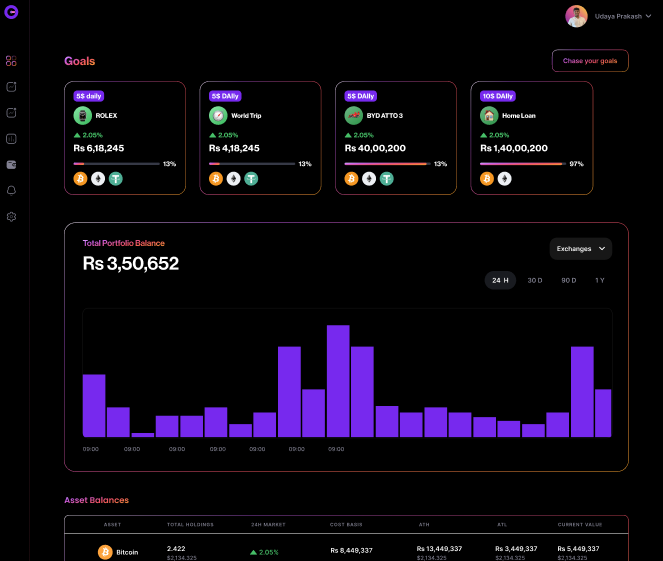 Udaya Prakash
Goals
Chase your goals
5$ daily
ROLEX
2.05%
Rs 6,18,245
13%
5$ DAily
World Trip
2.05%
Rs 4,18,245
13%
5$ DAily
BYD ATTO 3
2.05%
Rs 40,00,200
13%
10$ DAily
Home Loan
2.05%
Rs 1,40,00,200
97%
Total Portfolio Balance
Rs 3,50,652
Exchanges
24 H 30 D 90 D 1 Y
09:00 09:00 09:00 09:00 09:00 09:00 09:00
Asset Balances
ASSET TOTAL HOLDINGS 24H MARKET COST BASIS ATH ATL CURRENT VALUE
Bitcoin 2.422 2.05% Rs 8,449,337 Rs 13,449,337 Rs 3,449,337 Rs 5,449,337
$2,134,325 $2,134,325 $2,134,325 $2,134,325